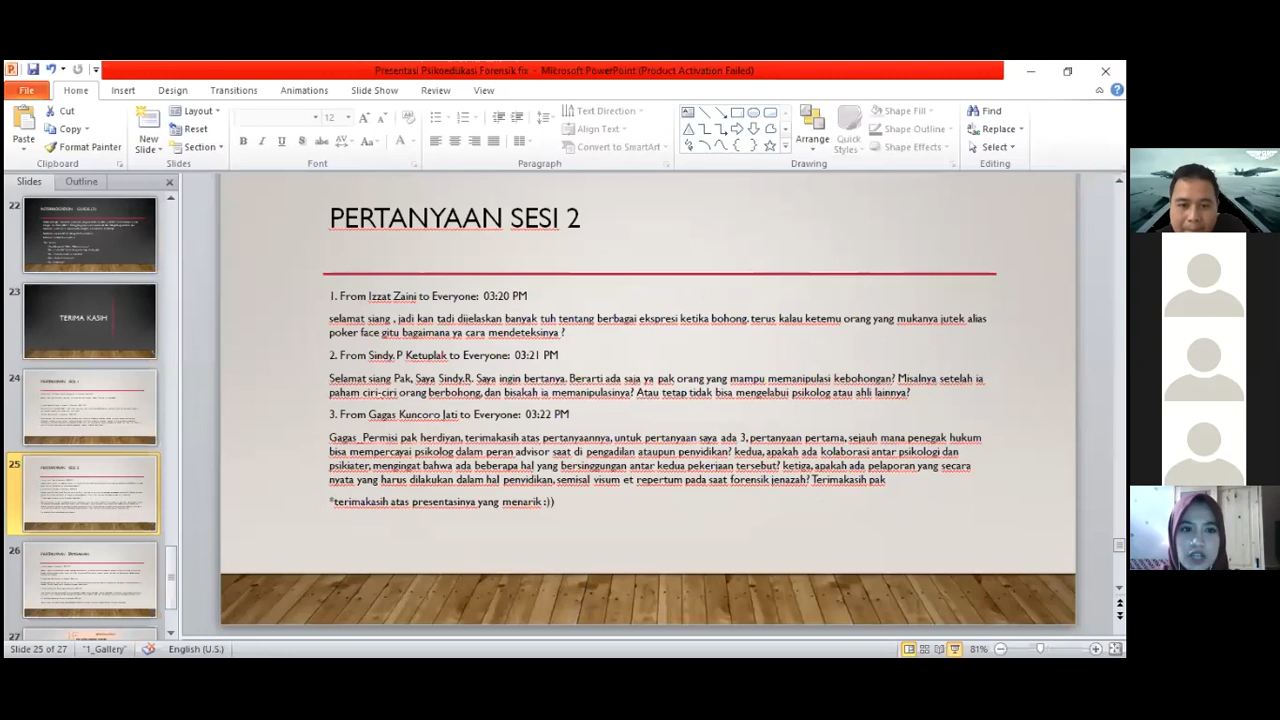 Presentasi Psikoedukasi Forensik fix - Microsoft PowerPoint (Product Activation Failed)
File Home Insert Design Transitions Animations Slide Show Review View
Cut
Copy
Format Painter
Paste
Clipboard
New Slide
Layout
Reset
Section
Slides
12
Font
Text Direction
Align Text
Convert to SmartArt
Paragraph
Arrange
Quick Styles
Shape Fill
Shape Outline
Shape Effects
Drawing
Find
Replace
Select
Editing
Slides Outline
22
23
TERIMA KASIH
24
25
26
27
PERTANYAAN SESI 2
1. From Izzat Zaini to Everyone: 03:20 PM
selamat siang , jadi kan tadi dijelaskan banyak tuh tentang berbagai ekspresi ketika bohong. terus kalau ketemu orang yang mukanya jutek alias
poker face gitu bagaimana ya cara mendeteksinya ?
2. From Sindy.P Ketuplak to Everyone: 03:21 PM
Selamat siang Pak, Saya Sindy.R. Saya ingin bertanya. Berarti ada saja ya pak orang yang mampu memanipulasi kebohongan? Misalnya setelah ia
paham ciri-ciri orang berbohong, dan bisakah ia memanipulasinya? Atau tetap tidak bisa mengelabui psikolog atau ahli lainnya?
3. From Gagas Kuncoro Jati to Everyone: 03:22 PM
Gagas_Permisi pak herdiyan, terimakasih atas pertanyaannya, untuk pertanyaan saya ada 3, pertanyaan pertama, sejauh mana penegak hukum
bisa mempercayai psikolog dalam peran advisor saat di pengadilan ataupun penyidikan? kedua, apakah ada kolaborasi antar psikologi dan
psikiater, mengingat bahwa ada beberapa hal yang bersinggungan antar kedua pekerjaan tersebut? ketiga, apakah ada pelaporan yang secara
nyata yang harus dilakukan dalam hal penyidikan, semisal visum et repertum pada saat forensik jenazah? Terimakasih pak
*terimakasih atas presentasinya yang menarik :))
Slide 25 of 27 "1_Gallery" English (U.S.) 81%